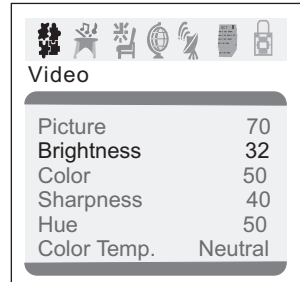 Video
Picture 70
Brightness 32
Color 50
Sharpness 40
Hue 50
Color Temp. Neutral